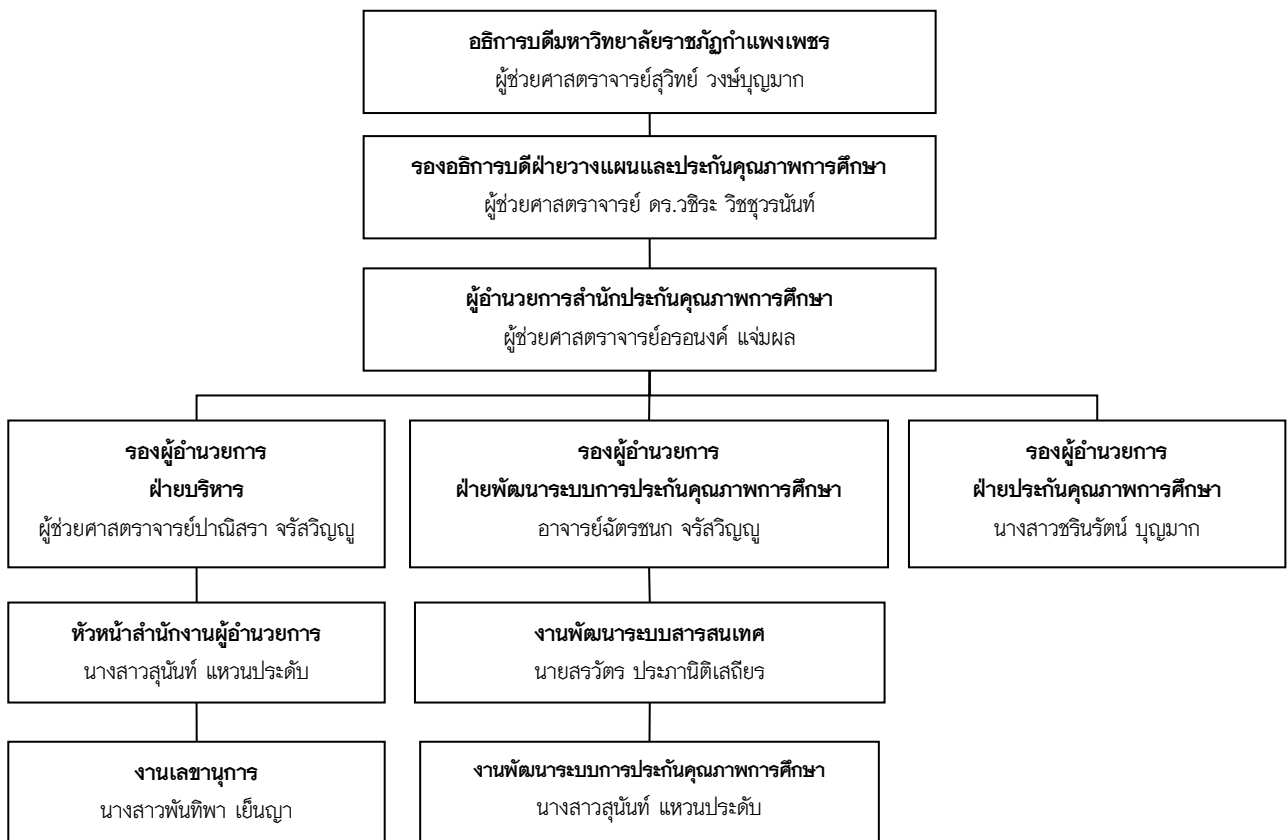 อธิการบดีมหาวิทยาลัยราชภัฏกำแพงเพชร
ผู้ช่วยศาสตราจารย์สุวิทย์ วงษ์บุญมาก
รองอธิการบดีฝ่ายวางแผนและประกันคุณภาพการศึกษา
ผู้ช่วยศาสตราจารย์ ดร.วชิระ วิชชุวรนันท์
ผู้อำนวยการสำนักประกันคุณภาพการศึกษา
ผู้ช่วยศาสตราจารย์อรอนงค์ แจ่มผล
รองผู้อำนวยการ
ฝ่ายบริหาร
ผู้ช่วยศาสตราจารย์ปาณิสรา จรัสวิญญู
รองผู้อำนวยการ
ฝ่ายพัฒนาระบบการประกันคุณภาพการศึกษา
อาจารย์ฉัตรชนก จรัสวิญญู
รองผู้อำนวยการ
ฝ่ายประกันคุณภาพการศึกษา
นางสาวชรินรัตน์ บุญมาก
หัวหน้าสำนักงานผู้อำนวยการ
นางสาวสุนันท์ แหวนประดับ
งานพัฒนาระบบสารสนเทศ
นายสรวัตร ประภานิติเสถียร
งานเลขานุการ
นางสาวพันทิพา เย็นญา
งานพัฒนาระบบการประกันคุณภาพการศึกษา
นางสาวสุนันท์ แหวนประดับ